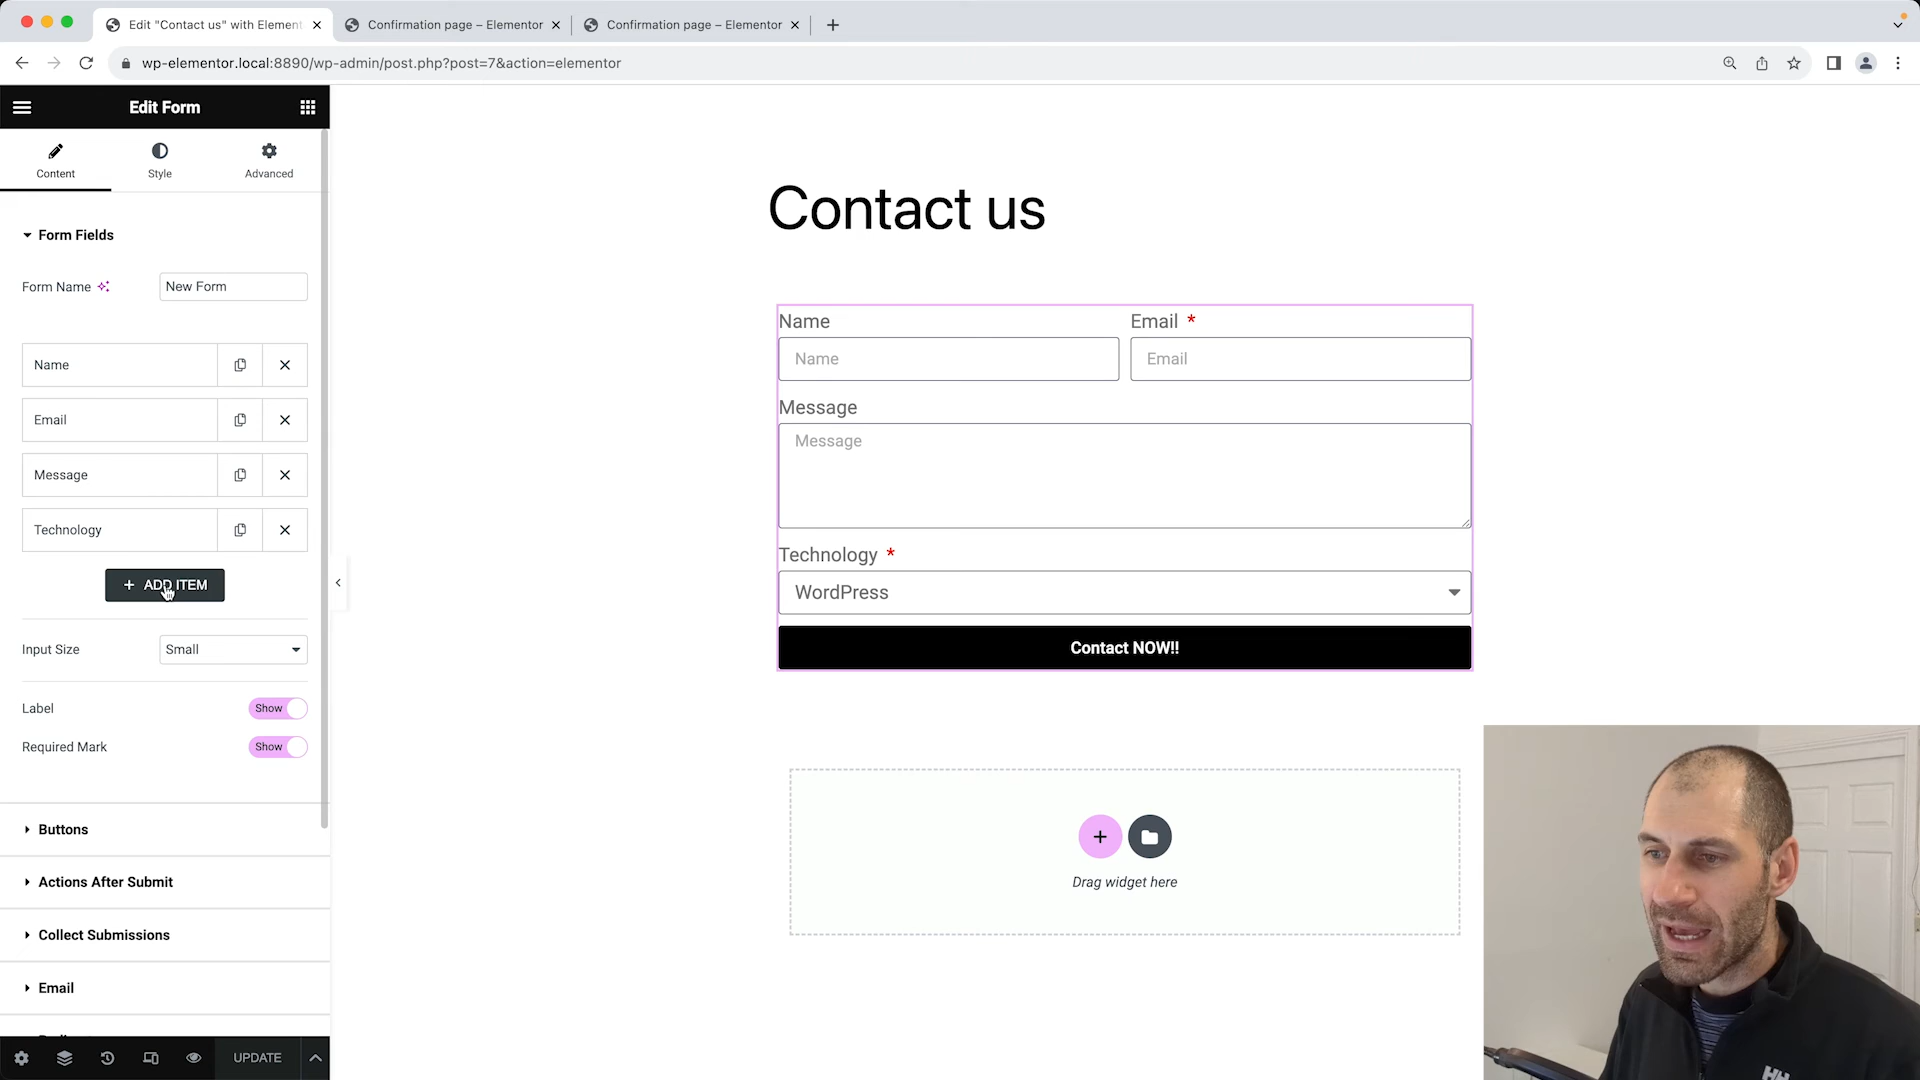 Edit "Contact us" with Element
Confirmation page – Elementor
Confirmation page – Elementor
wp-elementor.local:8890/wp-admin/post.php?post=7&action=elementor
Edit Form
Content
Style
Advanced
Form Fields
Form Name
New Form
Name
Email
Message
Technology
+ ADD ITEM
Input Size
Small
Label
Show
Required Mark
Show
Buttons
Actions After Submit
Collect Submissions
Email
UPDATE
Contact us
Name
Email *
Name
Email
Message
Message
Technology *
WordPress
Contact NOW!!
Drag widget here
HH